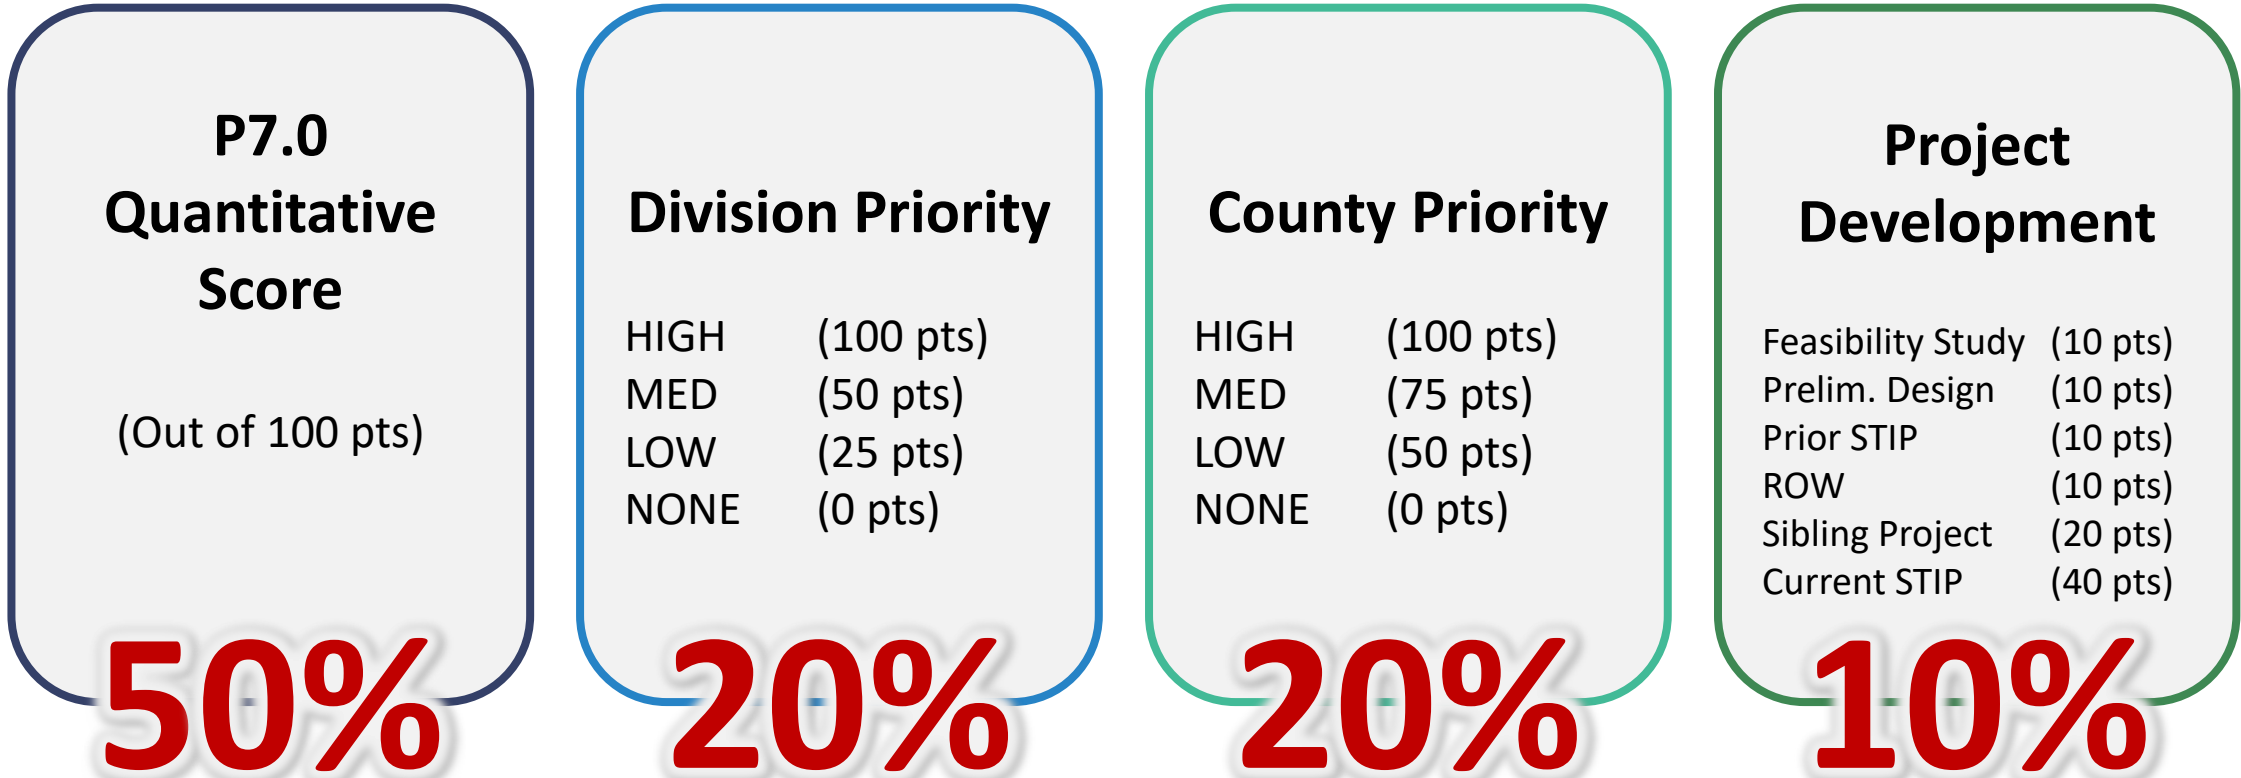 P7.0
Quantitative
Score
(Out of 100 pts)
50%
Division Priority
HIGH (100 pts)
MED (50 pts)
LOW (25 pts)
NONE (0 pts)
20%
County Priority
HIGH (100 pts)
MED (75 pts)
LOW (50 pts)
NONE (0 pts)
20%
Project
Development
Feasibility Study (10 pts)
Prelim. Design (10 pts)
Prior STIP (10 pts)
ROW (10 pts)
Sibling Project (20 pts)
Current STIP (40 pts)
10%